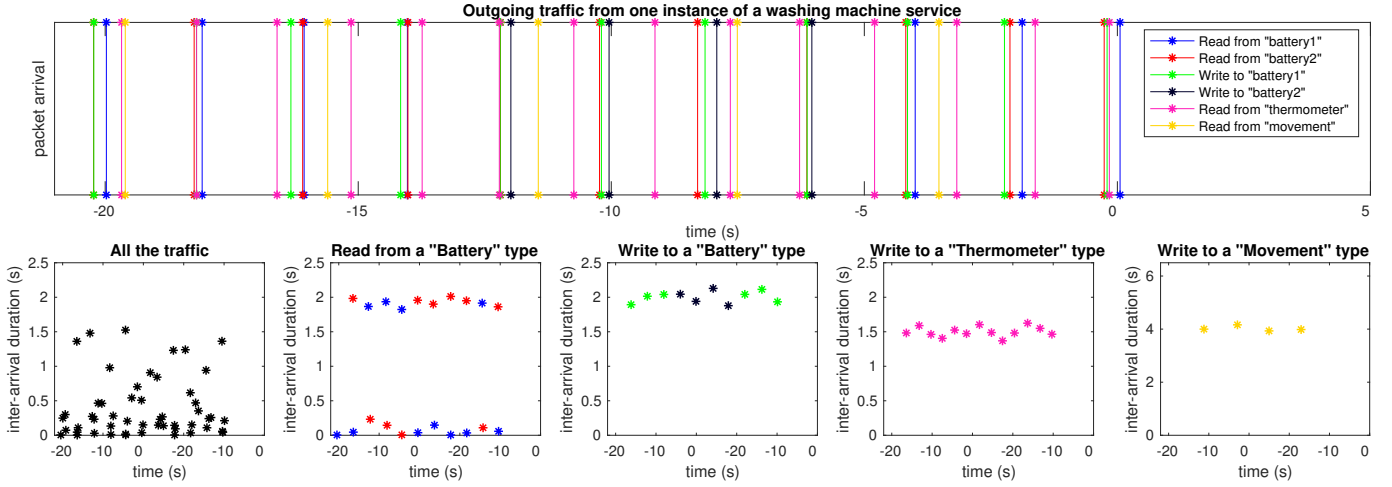 Outgoing traffic from one instance of a washing machine service
packet arrival
Read from "battery1"
Read from "battery2"
Write to "battery1"
Write to "battery2"
Read from "thermometer"
Read from "movement"
-20 -15 -10 -5 0 5
time (s)
All the traffic
inter-arrival duration (s)
2.5
2
1.5
1
0.5
0
-20 -10 0 -10 0
time (s)
Read from a "Battery" type
inter-arrival duration (s)
2.5
2
1.5
1
0.5
0
-20 -10 0 -10 0
time (s)
Write to a "Battery" type
inter-arrival duration (s)
2.5
2
1.5
1
0.5
0
-20 -10 0 -10 0
time (s)
Write to a "Thermometer" type
inter-arrival duration (s)
2.5
2
1.5
1
0.5
0
-20 -10 0 -10 0
time (s)
Write to a "Movement" type
inter-arrival duration (s)
6
4
2
0
-20 -10 0 -10 0
time (s)